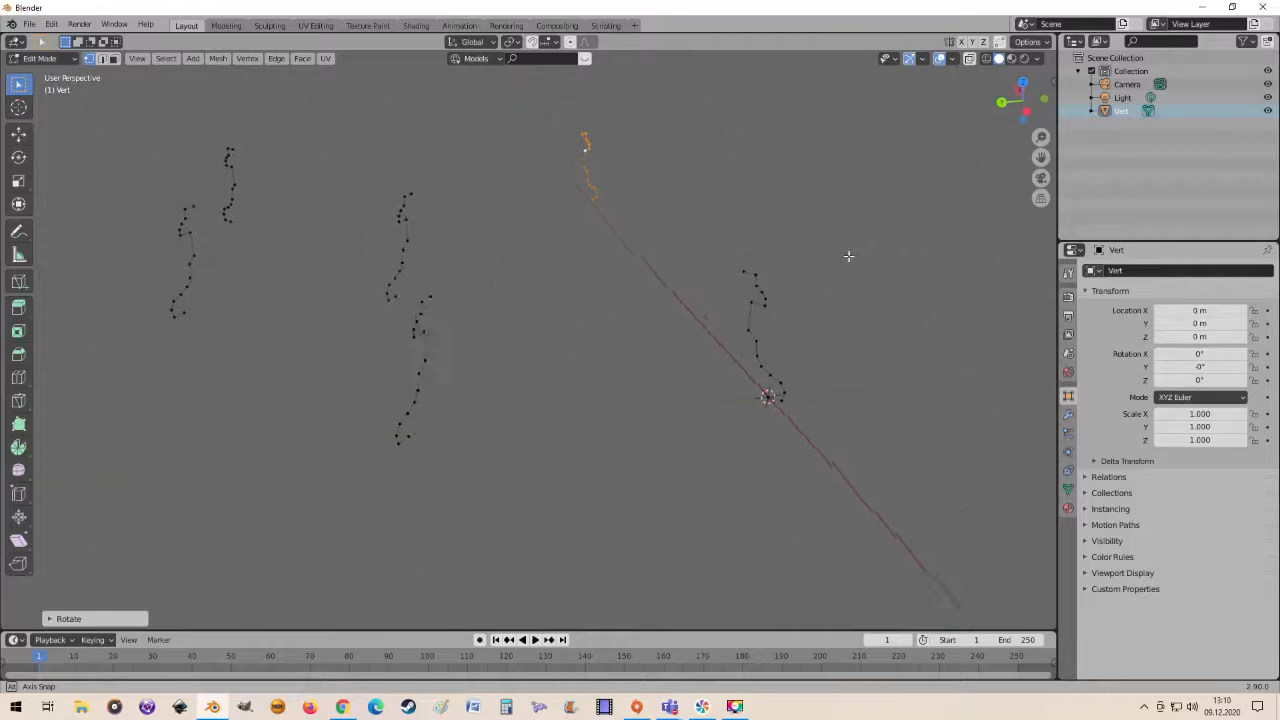 Blender
File Edit Render Window Help Layout Modeling Sculpting UV Editing Texture Paint Shading Animation Rendering Compositing Scripting + Scene View Layer
Global X Y Z Options
Edit Mode View Select Add Mesh Vertex Edge Face UV Models
User Perspective
(1) Vert
Z
Y
Scene Collection
Collection
Camera
Light
Vert
Vert
Vert
Transform
Location X 0 m
Y 0 m
Z 0 m
Rotation X 0°
Y -0°
Z 0°
Mode XYZ Euler
Scale X 1.000
Y 1.000
Z 1.000
Delta Transform
Relations
Collections
Instancing
Motion Paths
Visibility
Color Rules
Viewport Display
Custom Properties
Rotate
Playback Keying View Marker 1 Start 1 End 250
1 10 20 30 40 50 60 70 80 90 100 110 120 130 140 150 160 170 180 190 200 210 220 230 240 250
Axis Snap 2.90.0
13:10
09.12.2020